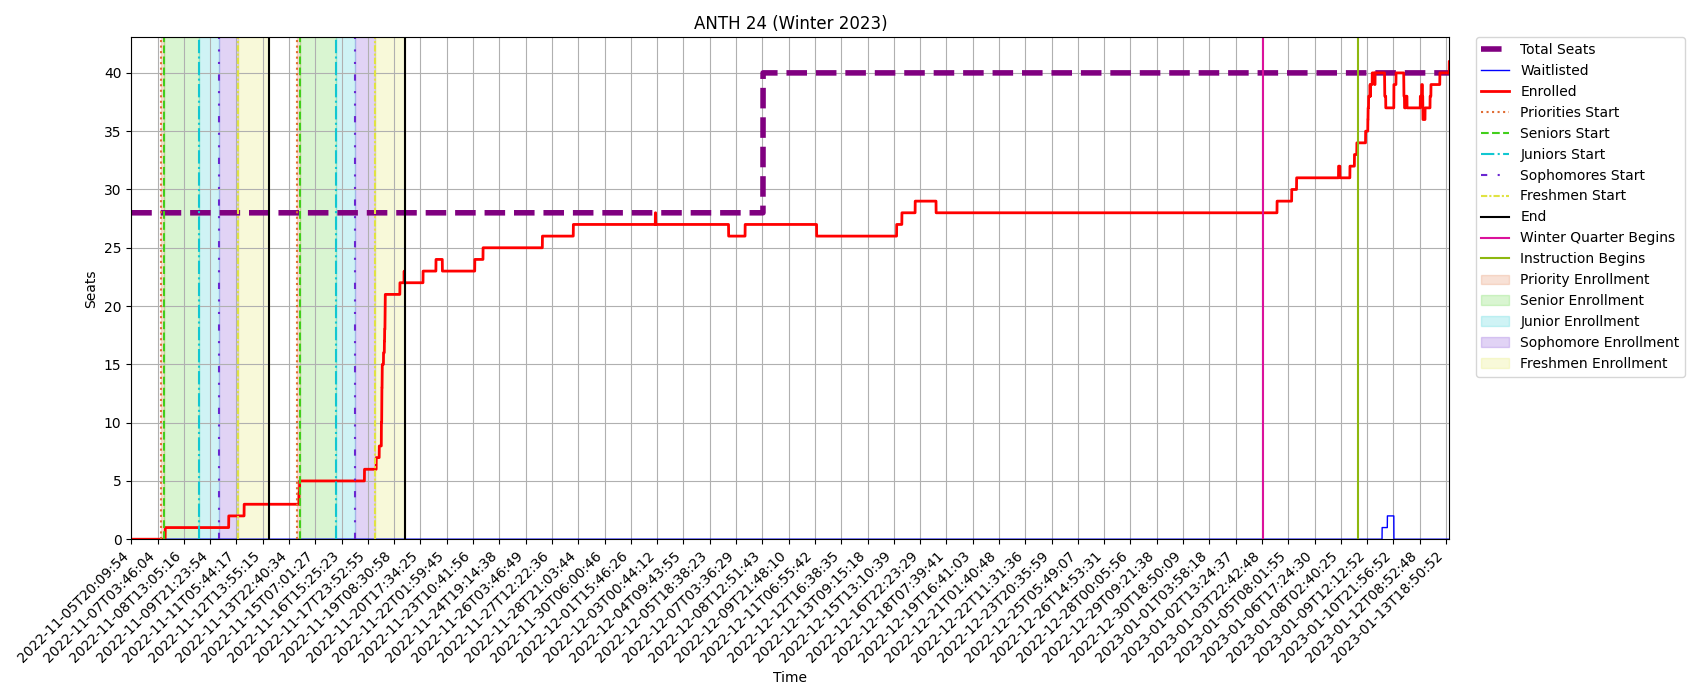 ANTH 24 (Winter 2023)
Seats
40
35
30
25
20
15
10
5
0
2022-11-05T20:09:54
2022-11-07T03:46:04
2022-11-08T13:05:16
2022-11-09T21:23:54
2022-11-11T05:44:17
2022-11-12T13:55:15
2022-11-13T22:40:34
2022-11-15T07:01:27
2022-11-16T15:25:23
2022-11-17T23:52:55
2022-11-19T08:30:58
2022-11-20T17:34:25
2022-11-22T01:59:45
2022-11-23T10:41:56
2022-11-24T19:14:38
2022-11-26T03:46:49
2022-11-27T12:22:36
2022-11-28T21:03:44
2022-11-30T06:00:46
2022-12-01T15:46:26
2022-12-03T00:44:12
2022-12-04T09:43:55
2022-12-05T18:38:23
2022-12-07T03:36:29
2022-12-08T12:51:43
2022-12-09T21:48:10
2022-12-11T06:55:42
2022-12-12T16:38:35
2022-12-13T09:15:18
2022-12-15T13:10:39
2022-12-16T22:23:29
2022-12-18T07:39:41
2022-12-19T16:41:03
2022-12-21T01:40:48
2022-12-22T11:31:36
2022-12-23T20:35:59
2022-12-25T05:49:07
2022-12-26T14:53:31
2022-12-28T00:05:56
2022-12-29T09:21:38
2022-12-30T18:50:09
2023-01-01T03:58:18
2023-01-02T13:24:37
2023-01-03T22:42:48
2023-01-05T08:01:55
2023-01-06T17:24:30
2023-01-08T02:40:25
2023-01-09T12:12:52
2023-01-10T21:56:52
2023-01-12T08:52:48
2023-01-13T18:50:52
Time
Total Seats
Waitlisted
Enrolled
Priorities Start
Seniors Start
Juniors Start
Sophomores Start
Freshmen Start
End
Winter Quarter Begins
Instruction Begins
Priority Enrollment
Senior Enrollment
Junior Enrollment
Sophomore Enrollment
Freshmen Enrollment